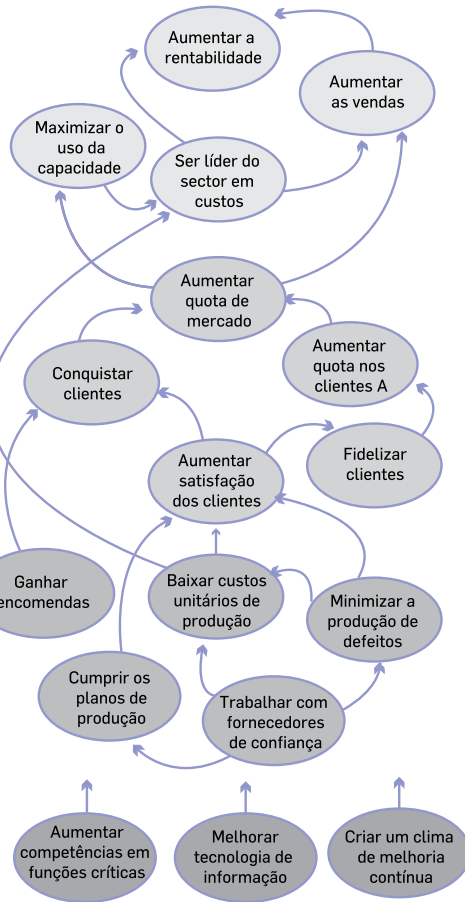 Aumentar a
rentabilidade
Aumentar
as vendas
Maximizar o
uso da
capacidade
Ser líder do
sector em
custos
Aumentar
quota de
mercado
Aumentar
quota nos
clientes A
Conquistar
clientes
Aumentar
satisfação
dos clientes
Fidelizar
clientes
Ganhar
encomendas
Baixar custos
unitários de
produção
Minimizar a
produção de
defeitos
Cumprir os
planos de
produção
Trabalhar com
fornecedores
de confiança
Aumentar
competências em
funções críticas
Melhorar
tecnologia de
informação
Criar um clima
de melhoria
contínua